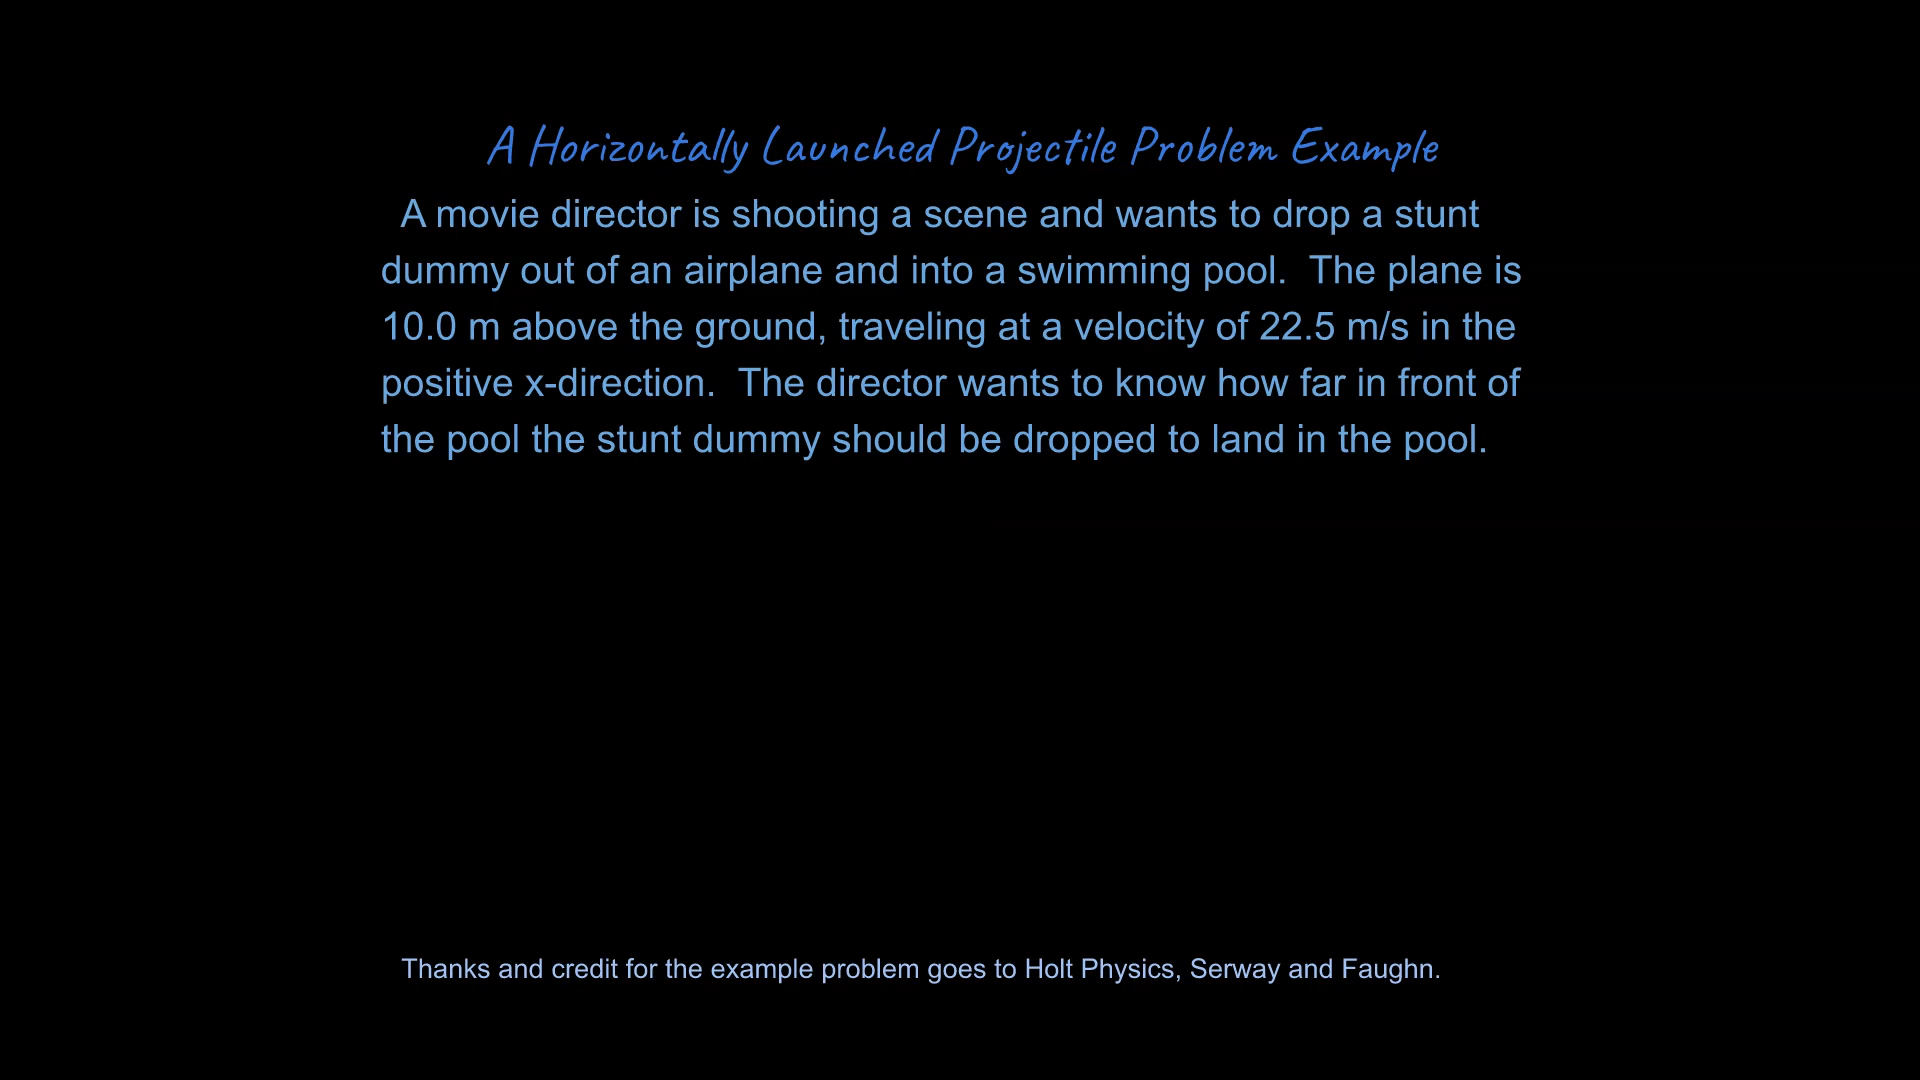 A Horizontally Launched Projectile Problem Example
A movie director is shooting a scene and wants to drop a stunt
dummy out of an airplane and into a swimming pool.  The plane is
10.0 m above the ground, traveling at a velocity of 22.5 m/s in the
positive x-direction.  The director wants to know how far in front of
the pool the stunt dummy should be dropped to land in the pool.
Thanks and credit for the example problem goes to Holt Physics, Serway and Faughn.